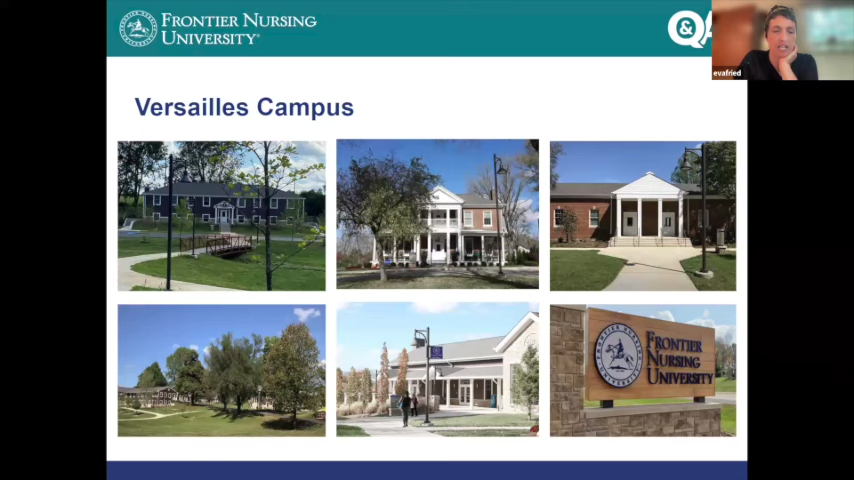 FRONTIER NURSING
UNIVERSITY®
Q&A
evafried
Versailles Campus
FRONTIER
NURSING
UNIVERSITY